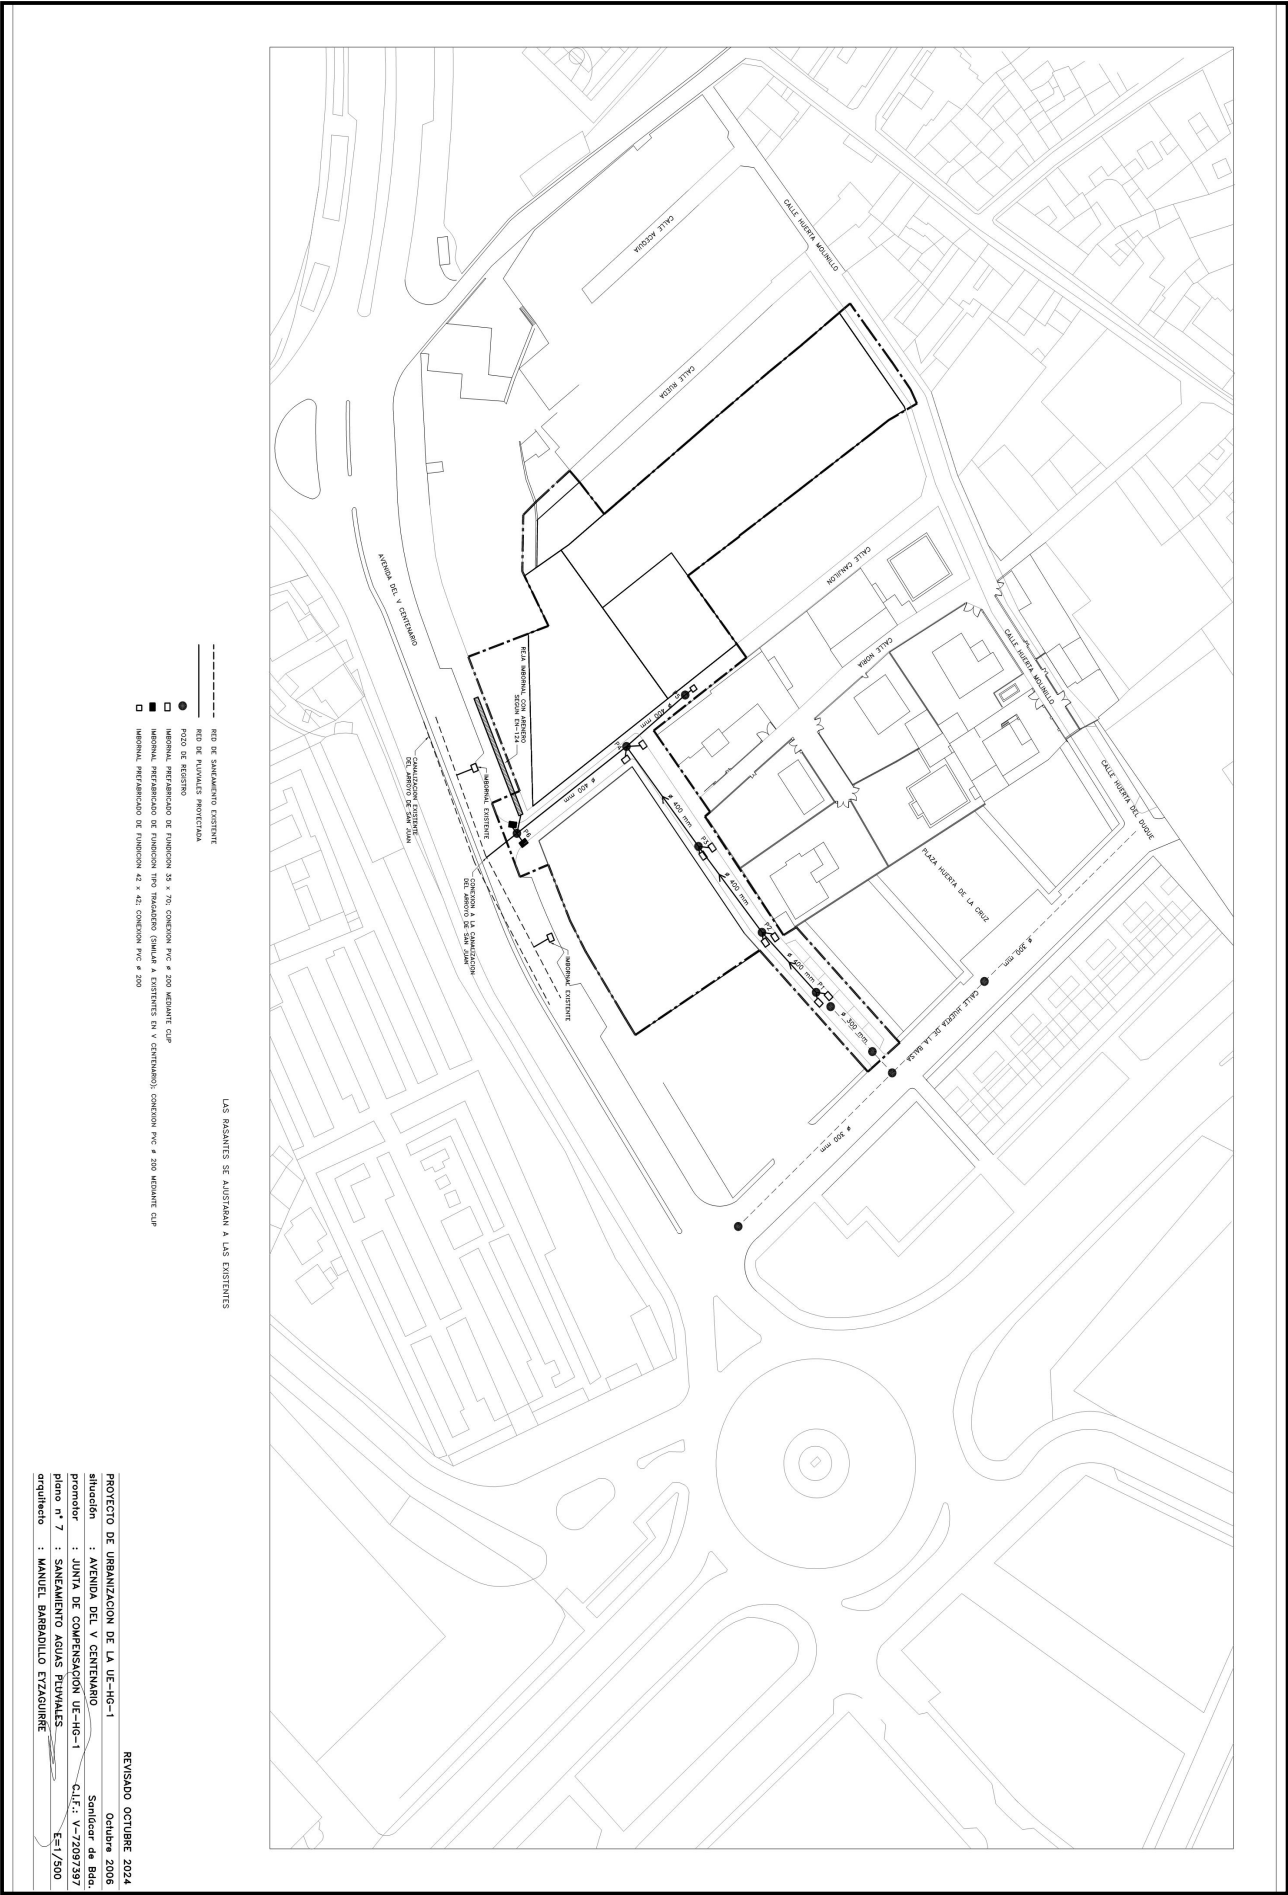 CALLE HUERTA MOLINILLO
CALLE ACEQUIA
CALLE RUEDA
CALLE CANJILON
CALLE NORIA
CALLE HUERTA MOLINILLO
CALLE HUERTA DEL DUQUE
PLAZA HUERTA DE LA CRUZ
CALLE HUERTA DE LA BALSA
ø 300 mm
ø 300 mm
ø 300 mm
P1
ø 400 mm
P2
ø 400 mm
P3
ø 400 mm
P4
ø 400 mm
P5
ø 400 mm
P6
AVENIDA DEL V CENTENARIO
REJA IMBORNAL CON ARENERO
SEGUN EN-124
IMBORNAL EXISTENTE
CANALIZACION EXISTENTE
DEL ARROYO DE SAN JUAN
CONEXION A LA CANALIZACION
DEL ARROYO DE SAN JUAN
IMBORNAL EXISTENTE
LAS RASANTES SE AJUSTARAN A LAS EXISTENTES
RED DE SANEAMIENTO EXISTENTE
RED DE PLUVIALES PROYECTADA
POZO DE REGISTRO
IMBORNAL PREFABRICADO DE FUNDICION 35 x 70; CONEXION PVC ø 200 MEDIANTE CLIP
IMBORNAL PREFABRICADO DE FUNDICION TIPO TRAGADERO (SIMILAR A EXISTENTES EN V CENTENARIO); CONEXION PVC ø 200 MEDIANTE CLIP
IMBORNAL PREFABRICADO DE FUNDICION 42 x 42; CONEXION PVC ø 200
REVISADO OCTUBRE 2024
PROYECTO DE URBANIZACION DE LA UE-HG-1 Octubre 2006
situación : AVENIDA DEL V CENTENARIO Sanlúcar de Bda.
promotor : JUNTA DE COMPENSACIÓN UE-HG-1 C.I.F.: V-72097397
plano nº 7 : SANEAMIENTO AGUAS PLUVIALES E=1/500
arquitecto : MANUEL BARBADILLO EYZAGUIRRE